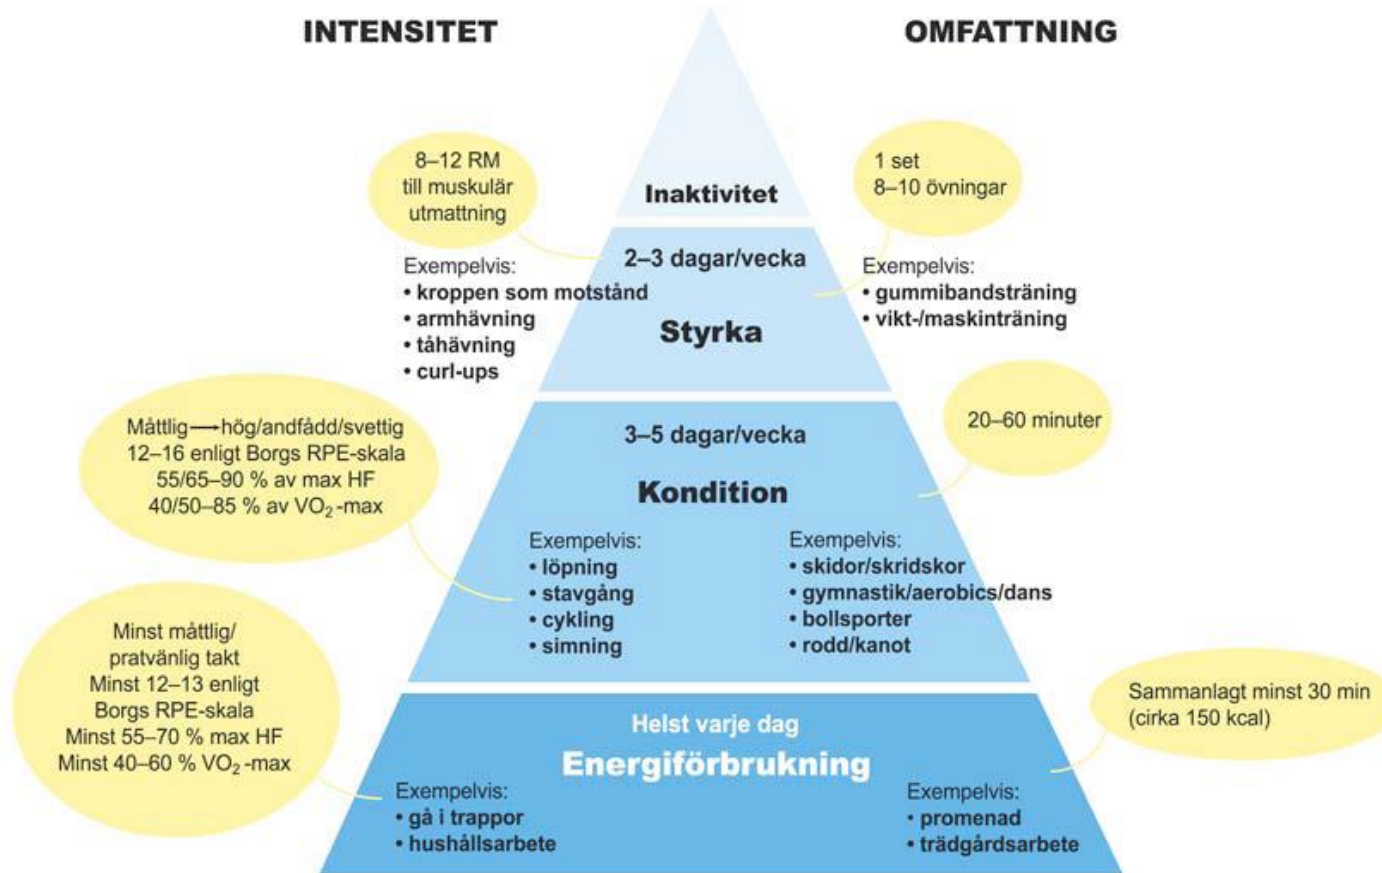 INTENSITET
OMFATTNING
Inaktivitet
8–12 RM
till muskulär
utmattning
1 set
8–10 övningar
2–3 dagar/vecka
Styrka
Exempelvis:
• kroppen som motstånd
• armhävning
• tåhävning
• curl-ups
Exempelvis:
• gummibandsträning
• vikt-/maskinträning
Måttlig→hög/andfådd/svettig
12–16 enligt Borgs RPE-skala
55/65–90 % av max HF
40/50–85 % av VO₂-max
20–60 minuter
3–5 dagar/vecka
Kondition
Exempelvis:
• löpning
• stavgång
• cykling
• simning
Exempelvis:
• skidor/skridskor
• gymnastik/aerobics/dans
• bollsporter
• rodd/kanot
Minst måttlig/
pratvänlig takt
Minst 12–13 enligt
Borgs RPE-skala
Minst 55–70 % max HF
Minst 40–60 % VO₂-max
Sammanlagt minst 30 min
(cirka 150 kcal)
Helst varje dag
Energiförbrukning
Exempelvis:
• gå i trappor
• hushållsarbete
Exempelvis:
• promenad
• trädgårdsarbete